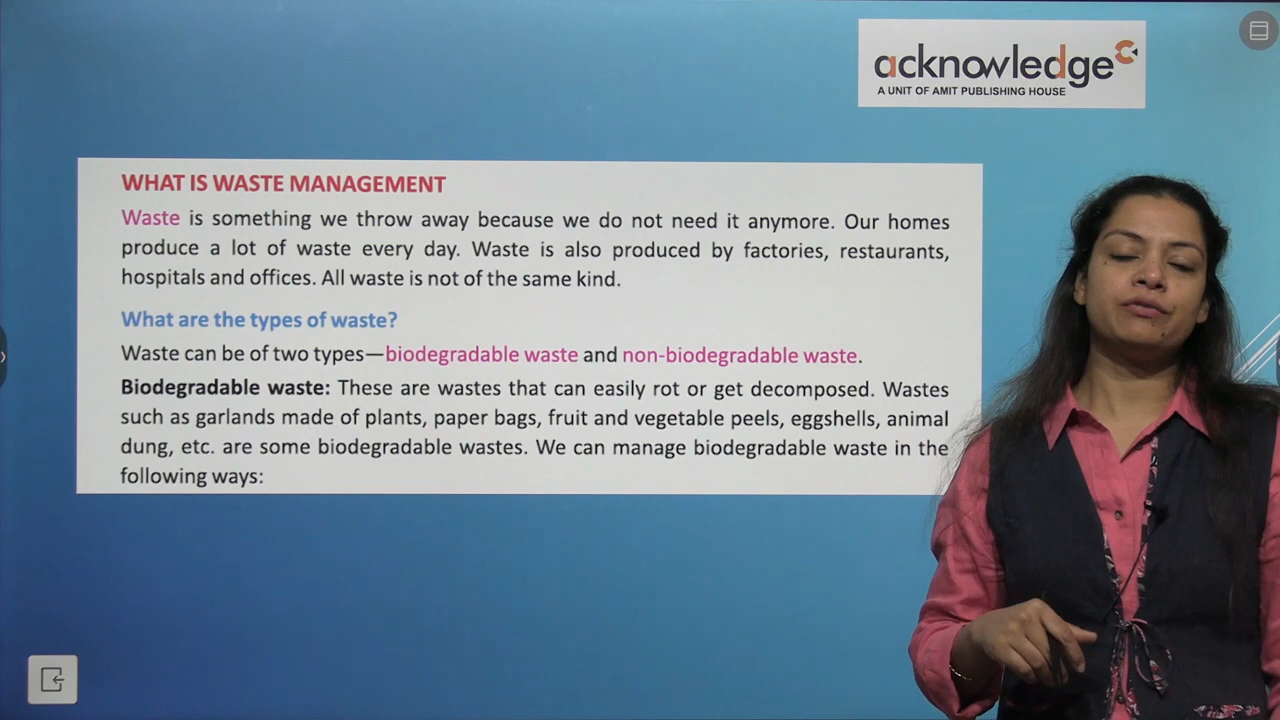 acknowledge
A UNIT OF AMIT PUBLISHING HOUSE
WHAT IS WASTE MANAGEMENT
Waste is something we throw away because we do not need it anymore. Our homes
produce a lot of waste every day. Waste is also produced by factories, restaurants,
hospitals and offices. All waste is not of the same kind.
What are the types of waste?
Waste can be of two types—biodegradable waste and non-biodegradable waste.
Biodegradable waste: These are wastes that can easily rot or get decomposed. Wastes
such as garlands made of plants, paper bags, fruit and vegetable peels, eggshells, animal
dung, etc. are some biodegradable wastes. We can manage biodegradable waste in the
following ways: